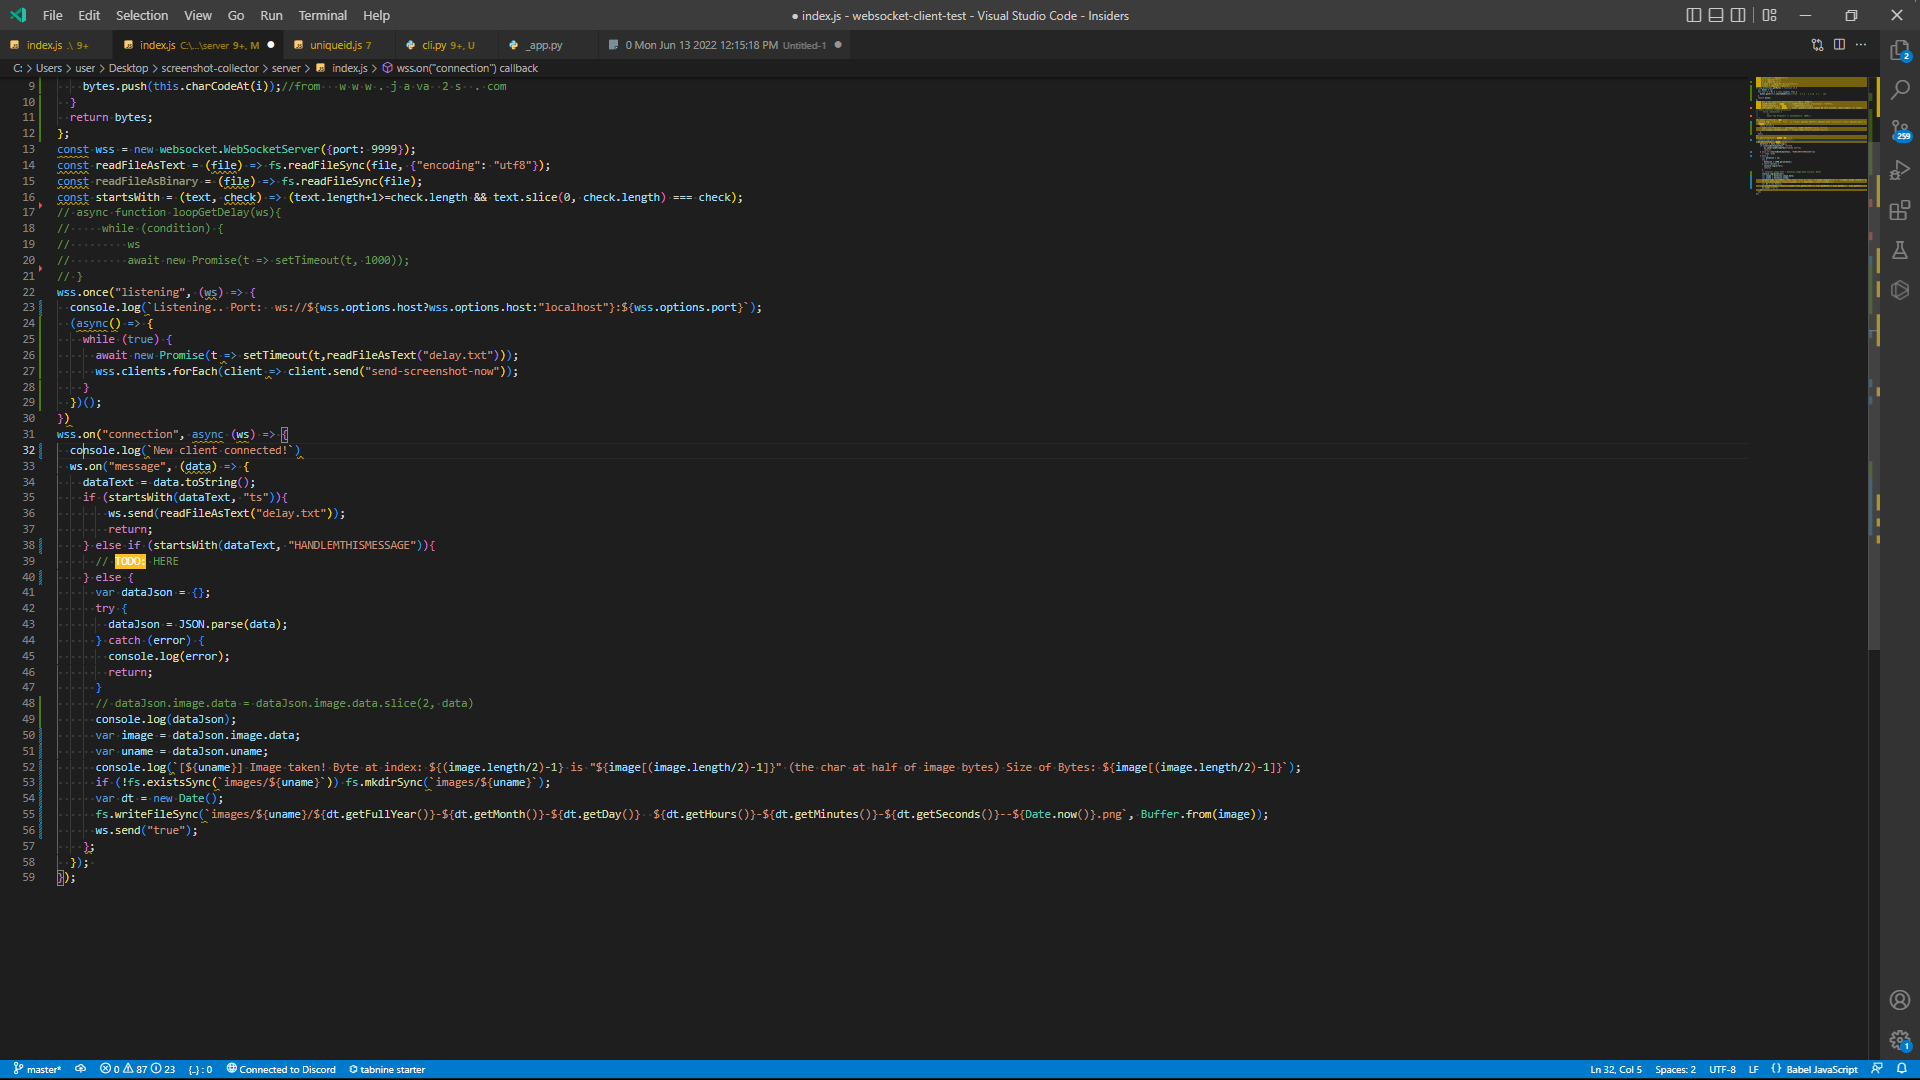 File Edit Selection View Go Run Terminal Help
● index.js - websocket-client-test - Visual Studio Code - Insiders
index.js .\ 9+ index.js C:\...\server 9+, M uniqueid.js 7 cli.py 9+, U _app.py 0 Mon Jun 13 2022 12:15:18 PM Untitled-1
C: > Users > user > Desktop > screenshot-collector > server > index.js > wss.on("connection") callback
9 bytes.push(this.charCodeAt(i));//from w w w . j a va 2 s . com
10 }
11 return bytes;
12 };
13 const wss = new websocket.WebSocketServer({port: 9999});
14 const readFileAsText = (file) => fs.readFileSync(file, {"encoding": "utf8"});
15 const readFileAsBinary = (file) => fs.readFileSync(file);
16 const startsWith = (text, check) => (text.length+1>=check.length && text.slice(0, check.length) === check);
17 // async function loopGetDelay(ws){
18 // while (condition) {
19 // ws
20 // await new Promise(t => setTimeout(t, 1000));
21 // }
22 wss.once("listening", (ws) => {
23 console.log(`Listening.. Port: ws://${wss.options.host?wss.options.host:"localhost"}:${wss.options.port}`);
24 (async() => {
25 while (true) {
26 await new Promise(t => setTimeout(t,readFileAsText("delay.txt")));
27 wss.clients.forEach(client => client.send("send-screenshot-now"));
28 }
29 })();
30 })
31 wss.on("connection", async (ws) => {
32 console.log(`New client connected!`)
33 ws.on("message", (data) => {
34 dataText = data.toString();
35 if (startsWith(dataText, "ts")){
36 ws.send(readFileAsText("delay.txt"));
37 return;
38 } else if (startsWith(dataText, "HANDLEMTHISMESSAGE")){
39 // TODO: HERE
40 } else {
41 var dataJson = {};
42 try {
43 dataJson = JSON.parse(data);
44 } catch (error) {
45 console.log(error);
46 return;
47 }
48 // dataJson.image.data = dataJson.image.data.slice(2, data)
49 console.log(dataJson);
50 var image = dataJson.image.data;
51 var uname = dataJson.uname;
52 console.log(`[${uname}] Image taken! Byte at index: ${(image.length/2)-1} is "${image[(image.length/2)-1]}" (the char at half of image bytes) Size of Bytes: ${image[(image.length/2)-1]}`);
53 if (!fs.existsSync(`images/${uname}`)) fs.mkdirSync(`images/${uname}`);
54 var dt = new Date();
55 fs.writeFileSync(`images/${uname}/${dt.getFullYear()}-${dt.getMonth()}-${dt.getDay()} ${dt.getHours()}-${dt.getMinutes()}-${dt.getSeconds()}--${Date.now()}.png`, Buffer.from(image));
56 ws.send("true");
57 };
58 });
59 });
2
259
1
master* 0 87 23 {..} : 0 Connected to Discord tabnine starter Ln 32, Col 5 Spaces: 2 UTF-8 LF {} Babel JavaScript